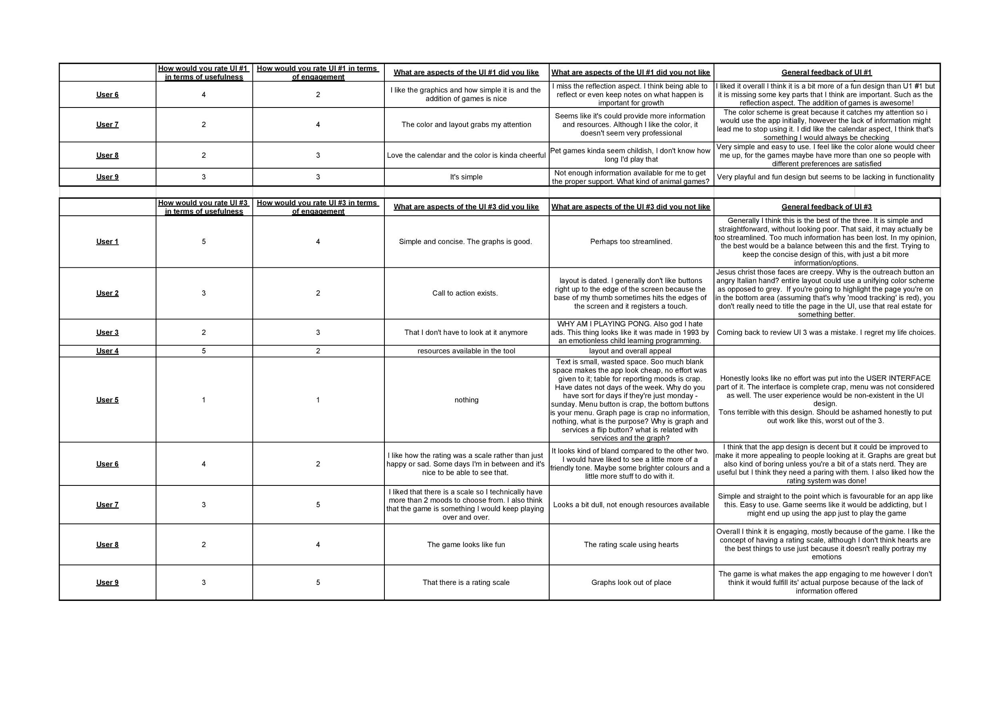 How would you rate UI #1
in terms of usefulness
How would you rate UI #1 in terms
of engagement
What are aspects of the UI #1 did you like
What are aspects of the UI #1 did you not like
General feedback of UI #1
User 6
4
2
I like the graphics and how simple it is and the
addition of games is nice
I miss the reflection aspect. I think being able to
reflect or even keep notes on what happen is
important for growth
I liked it overall I think it is a bit more of a fun design than U1 #1 but
it is missing some key parts that I think are important. Such as the
reflection aspect. The addition of games is awesome!
User 7
2
4
The color and layout grabs my attention
Seems like it's could provide more information
and resources. Although I like the color, it
doesn't seem very professional
The color scheme is great because it catches my attention so i
would use the app initially, however the lack of information might
lead me to stop using it. I did like the calendar aspect, I think that's
something I would always be checking
User 8
2
3
Love the calendar and the color is kinda cheerful
Pet games kinda seem childish, I don't know how
long I'd play that
Very simple and easy to use. I feel like the color alone would cheer
me up, for the games maybe have more than one so people with
different preferences are satisfied
User 9
3
3
It's simple
Not enough information available for me to get
the proper support. What kind of animal games?
Very playful and fun design but seems to be lacking in functionality
How would you rate UI #3
in terms of usefulness
How would you rate UI #3 in terms
of engagement
What are aspects of the UI #3 did you like
What are aspects of the UI #3 did you not like
General feedback of UI #3
User 1
5
4
Simple and concise. The graphs is good.
Perhaps too streamlined.
Generally I think this is the best of the three. It is simple and
straightforward, without looking poor. That said, it may actually be
too streamlined. Too much information has been lost. In my opinion,
the best would be a balance between this and the first. Trying to
keep the concise design of this, with just a bit more
information/options.
User 2
3
2
Call to action exists.
layout is dated. I generally don't like buttons
right up to the edge of the screen because the
base of my thumb sometimes hits the edges of
the screen and it registers a touch.
Jesus christ those faces are creepy. Why is the outreach button an
angry Italian hand? entire layout could use a unifying color scheme
as opposed to grey.  If you're going to highlight the page you're on
in the bottom area (assuming that's why 'mood tracking' is red), you
don't really need to title the page in the UI, use that real estate for
something better.
User 3
2
3
That I don't have to look at it anymore
WHY AM I PLAYING PONG. Also god I hate
ads. This thing looks like it was made in 1993 by
an emotionless child learning programming.
Coming back to review UI 3 was a mistake. I regret my life choices.
User 4
5
2
resources available in the tool
layout and overall appeal
User 5
1
1
nothing
Text is small, wasted space. Soo much blank
space makes the app look cheap, no effort was
given to it; table for reporting moods is crap.
Have dates not days of the week. Why do you
have sort for days if they're just monday -
sunday. Menu button is crap, the bottom buttons
is your menu. Graph page is crap no information,
nothing, what is the purpose? Why is graph and
services a flip button? what is related with
services and the graph?
Honestly looks like no effort was put into the USER INTERFACE
part of it. The interface is complete crap, menu was not considered
as well. The user experience would be non-existent in the UI
design.
Tons terrible with this design. Should be ashamed honestly to put
out work like this, worst out of the 3.
User 6
4
2
I like how the rating was a scale rather than just
happy or sad. Some days I'm in between and it's
nice to be able to see that.
It looks kind of bland compared to the other two.
I would have liked to see a little more of a
friendly tone. Maybe some brighter colours and a
little more stuff to do with it.
I think that the app design is decent but it could be improved to
make it more appealing to people looking at it. Graphs are great but
also kind of boring unless you're a bit of a stats nerd. They are
useful but I think they need a paring with them. I also liked how the
rating system was done!
User 7
3
5
I liked that there is a scale so I technically have
more than 2 moods to choose from. I also think
that the game is something I would keep playing
over and over.
Looks a bit dull, not enough resources available
Simple and straight to the point which is favourable for an app like
this. Easy to use. Game seems like it would be addicting, but I
might end up using the app just to play the game
User 8
2
4
The game looks like fun
The rating scale using hearts
Overall I think it is engaging, mostly because of the game. I like the
concept of having a rating scale, although I don't think hearts are
the best things to use just because it doesn't really portray my
emotions
User 9
3
5
That there is a rating scale
Graphs look out of place
The game is what makes the app engaging to me however I don't
think it would fulfill its' actual purpose because of the lack of
information offered